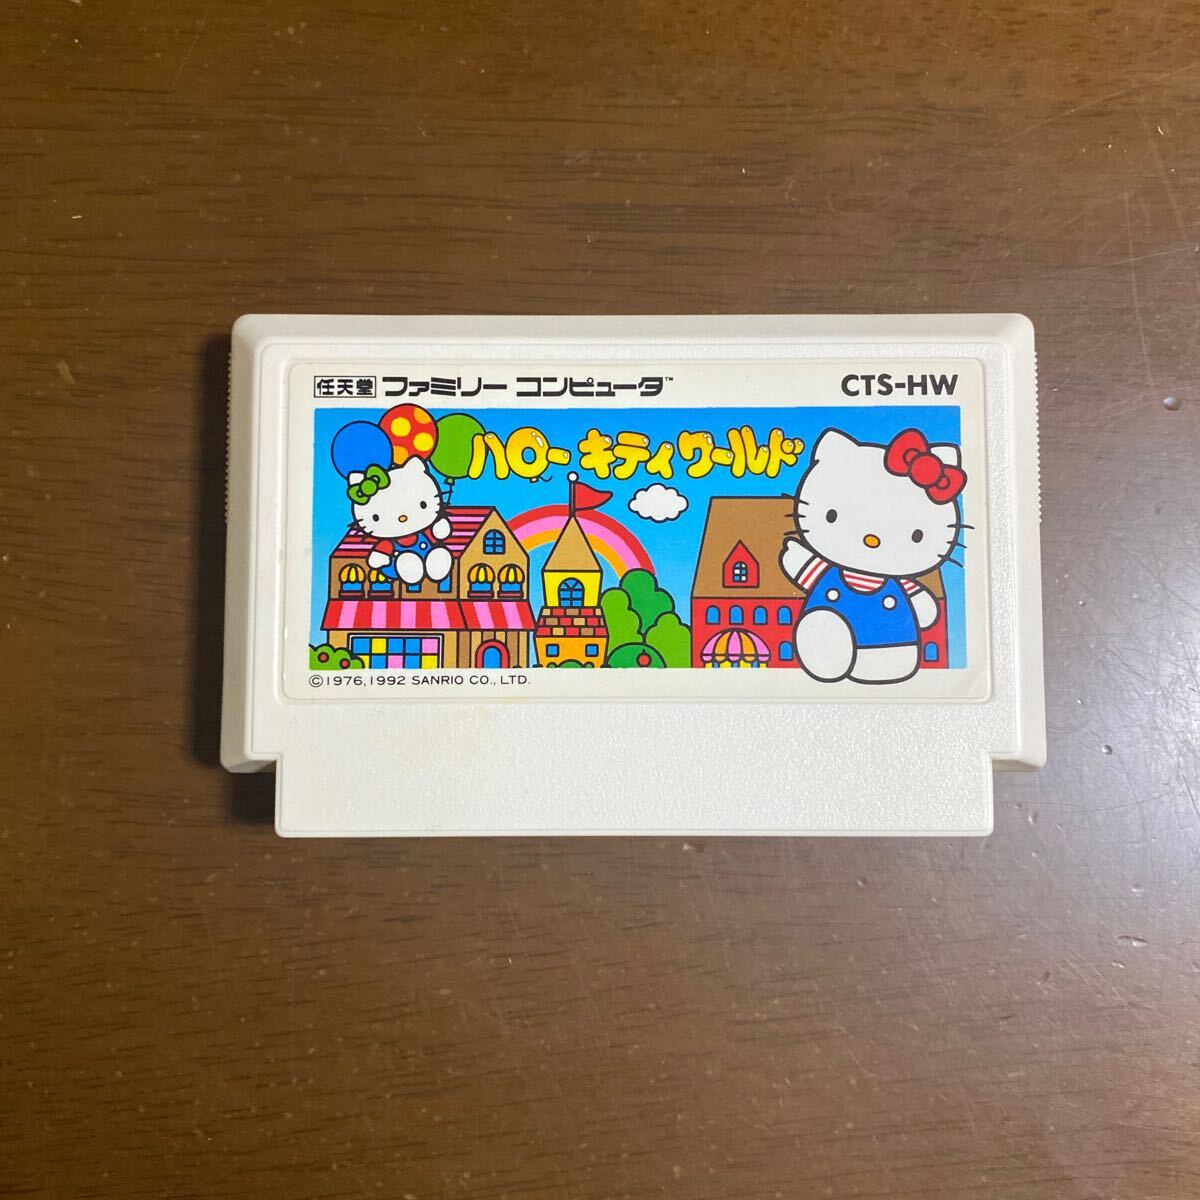 任天堂 ファミリー コンピュータ™ CTS-HW
ハロー キティ ワールド
©1976,1992 SANRIO CO., LTD.